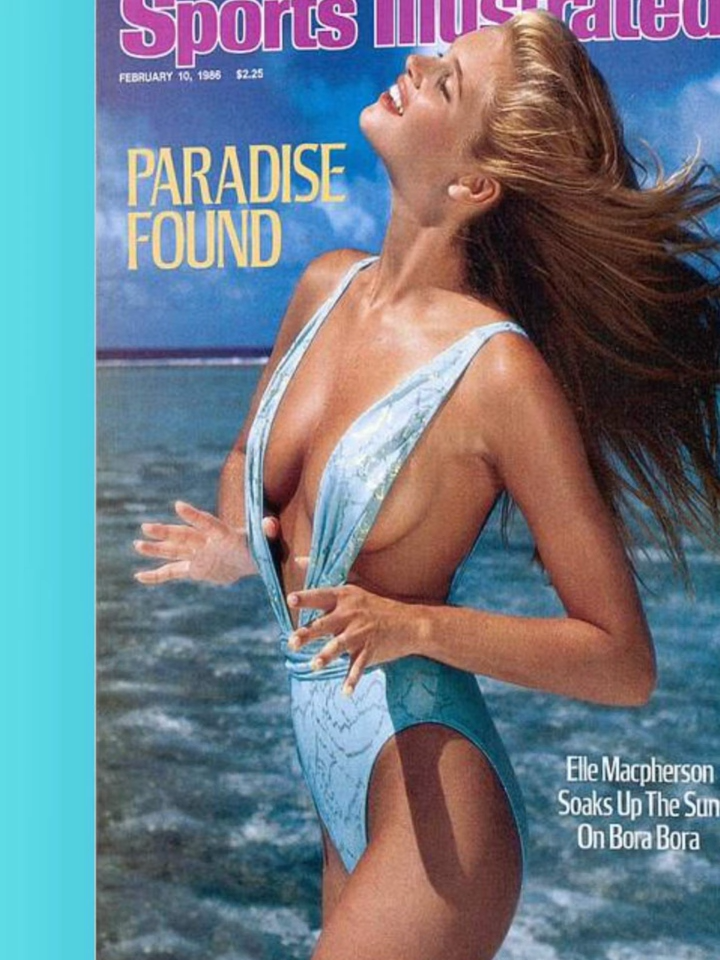 Sports Illustrated
FEBRUARY 10, 1986 $2.25
PARADISE
FOUND
Elle Macpherson
Soaks Up The Sun
On Bora Bora